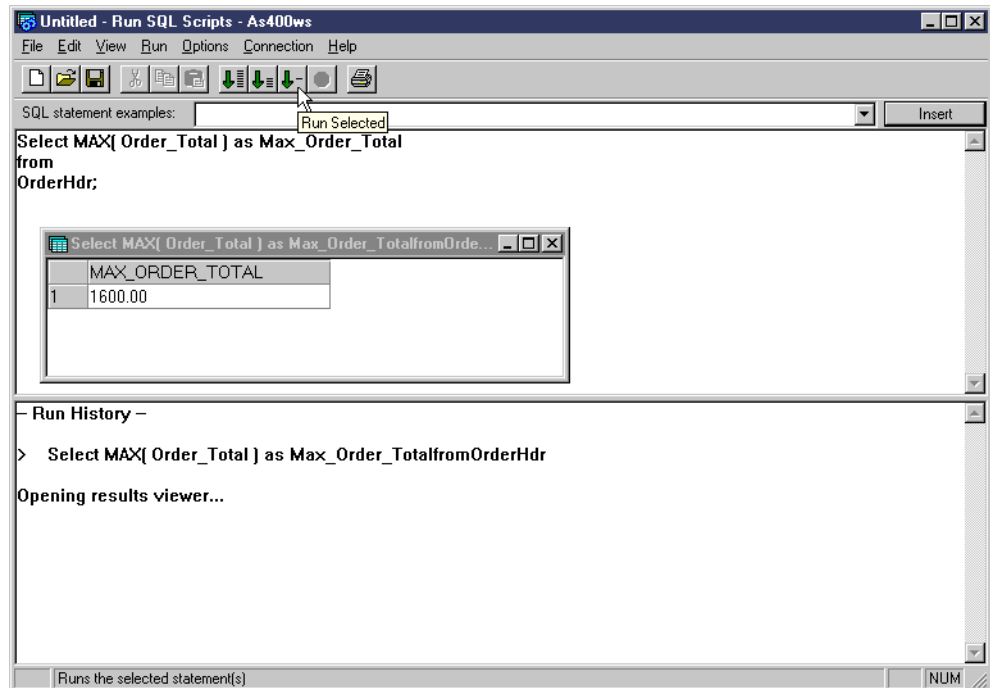 Untitled - Run SQL Scripts - As400ws
File Edit View Run Options Connection Help
SQL statement examples:
Insert
Run Selected
Select MAX( Order_Total ) as Max_Order_Total
from
OrderHdr;
Select MAX( Order_Total ) as Max_Order_TotalfromOrde...
MAX_ORDER_TOTAL
1 1600.00
– Run History –
> Select MAX( Order_Total ) as Max_Order_TotalfromOrderHdr
Opening results viewer...
Runs the selected statement(s)
NUM